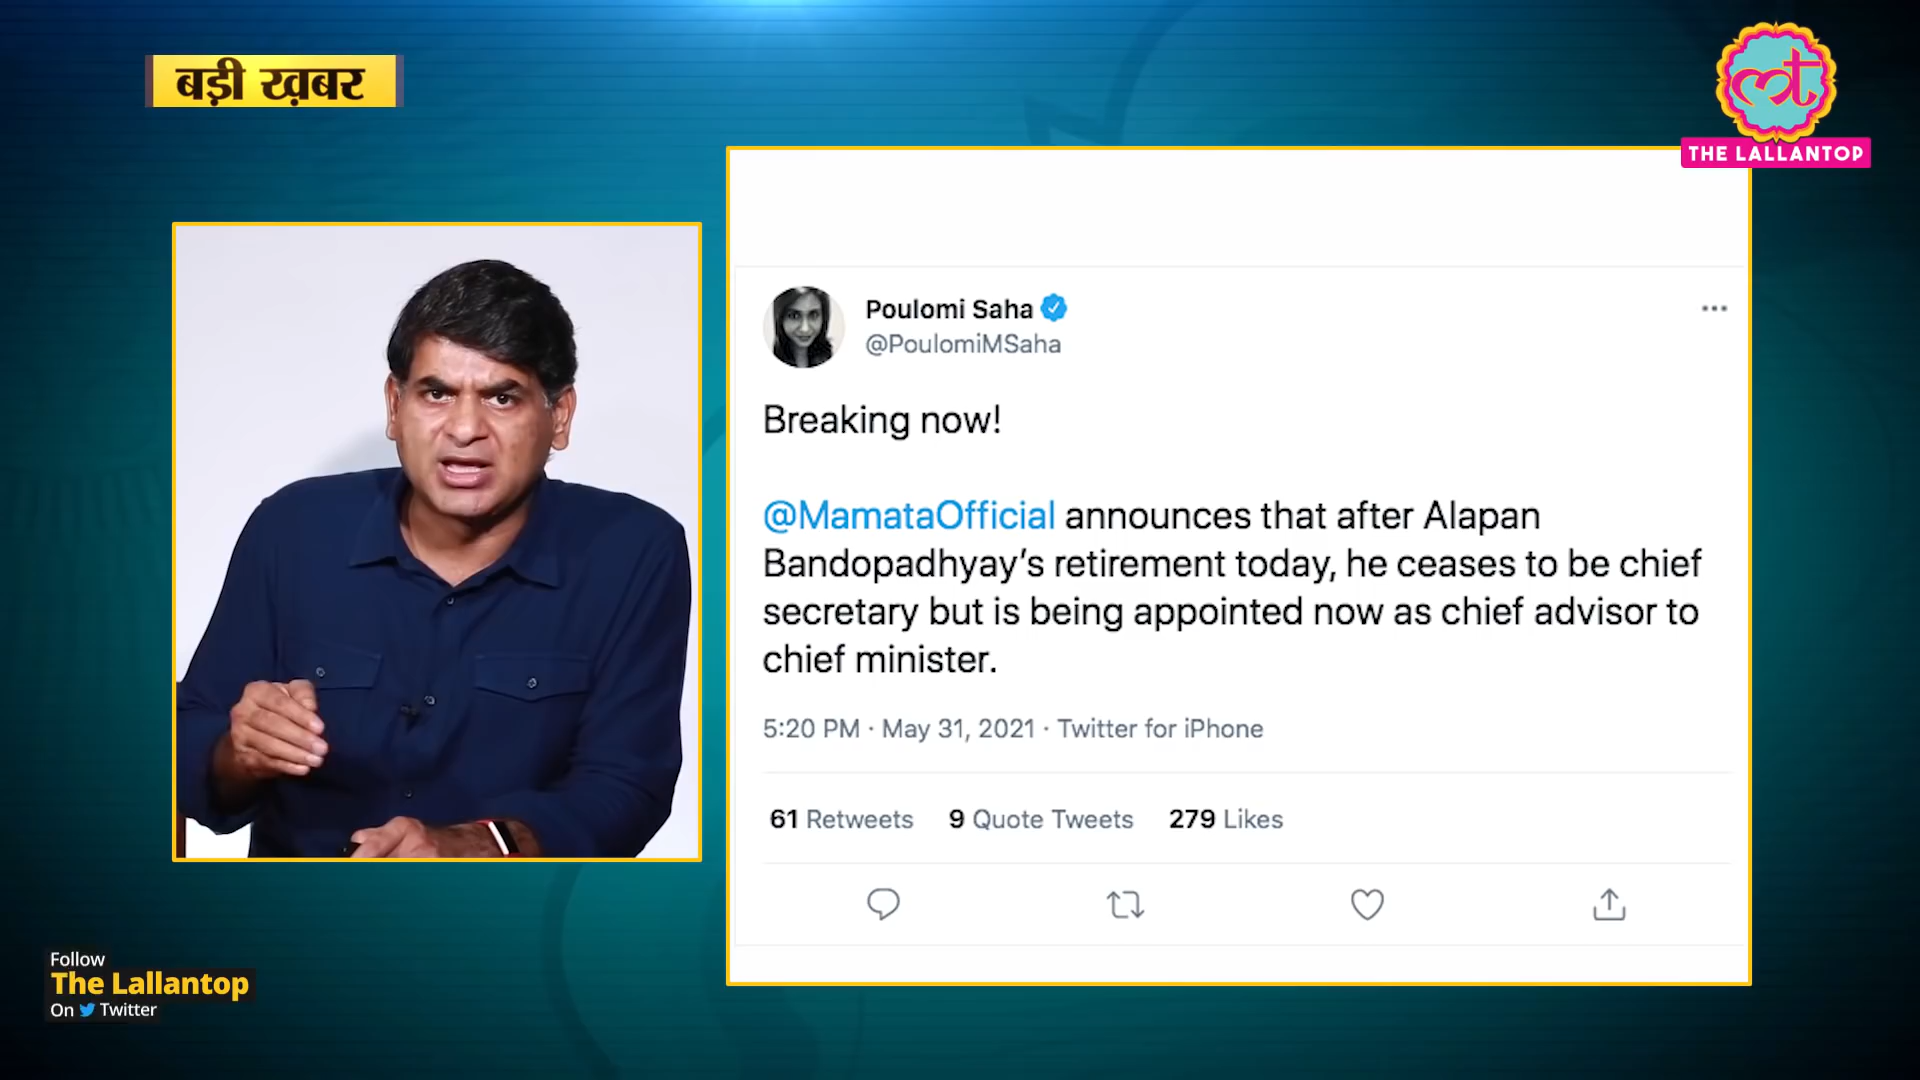 बड़ी ख़बर
THE LALLANTOP
Poulomi Saha
@PoulomiMSaha
Breaking now!
@MamataOfficial announces that after Alapan
Bandopadhyay’s retirement today, he ceases to be chief
secretary but is being appointed now as chief advisor to
chief minister.
5:20 PM · May 31, 2021 · Twitter for iPhone
61 Retweets 9 Quote Tweets 279 Likes
Follow
The Lallantop
On Twitter